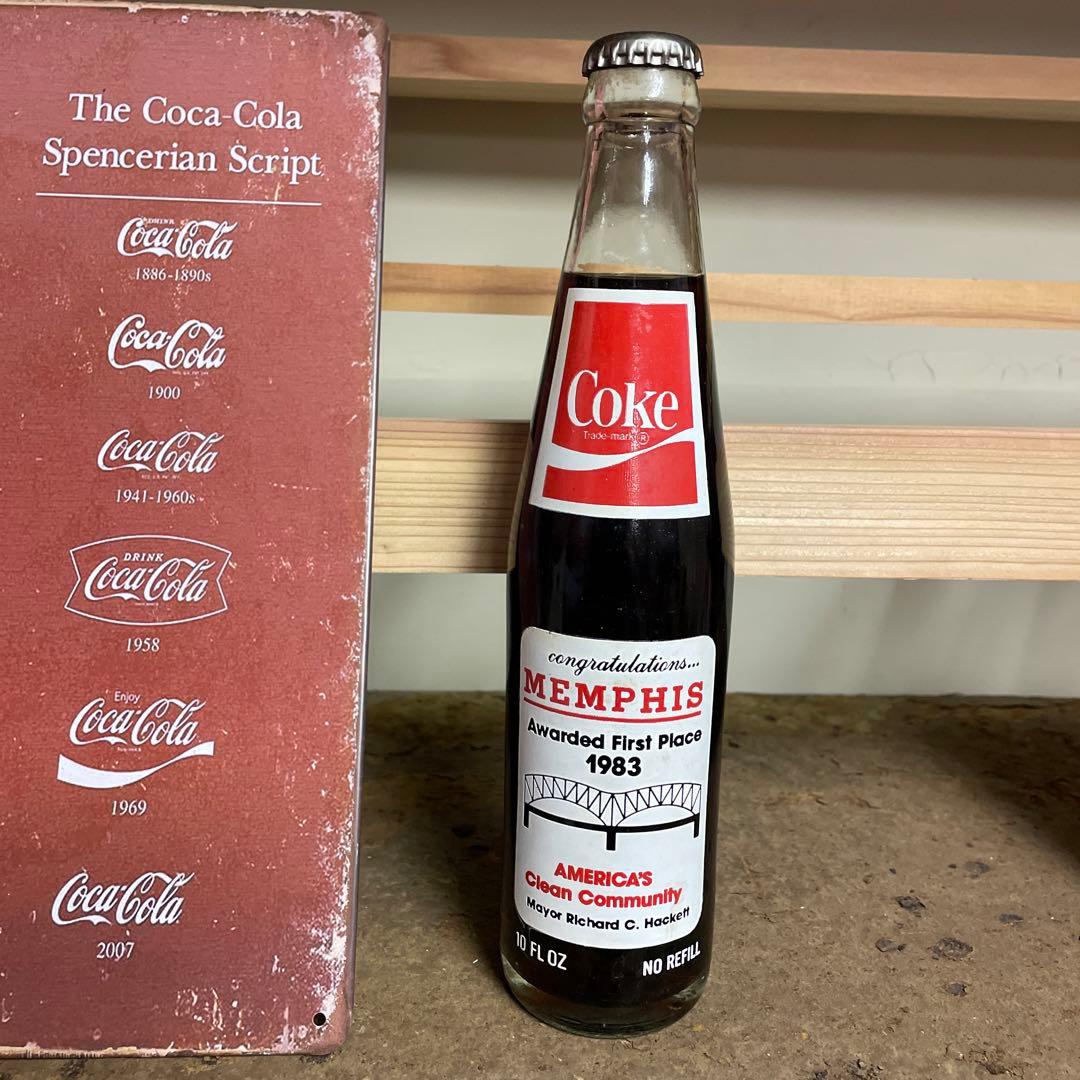 The Coca-Cola
Spencerian Script
DRINK
Coca-Cola
1886-1890s
Coca-Cola
1900
Coca-Cola
1941-1960s
DRINK
Coca-Cola
1958
Enjoy
Coca-Cola
1969
Coca-Cola
2007
Coke
Trade-mark ®
congratulations...
MEMPHIS
Awarded First Place
1983
AMERICA'S
Clean Community
Mayor Richard C. Hackett
10 FL OZ
NO REFILL